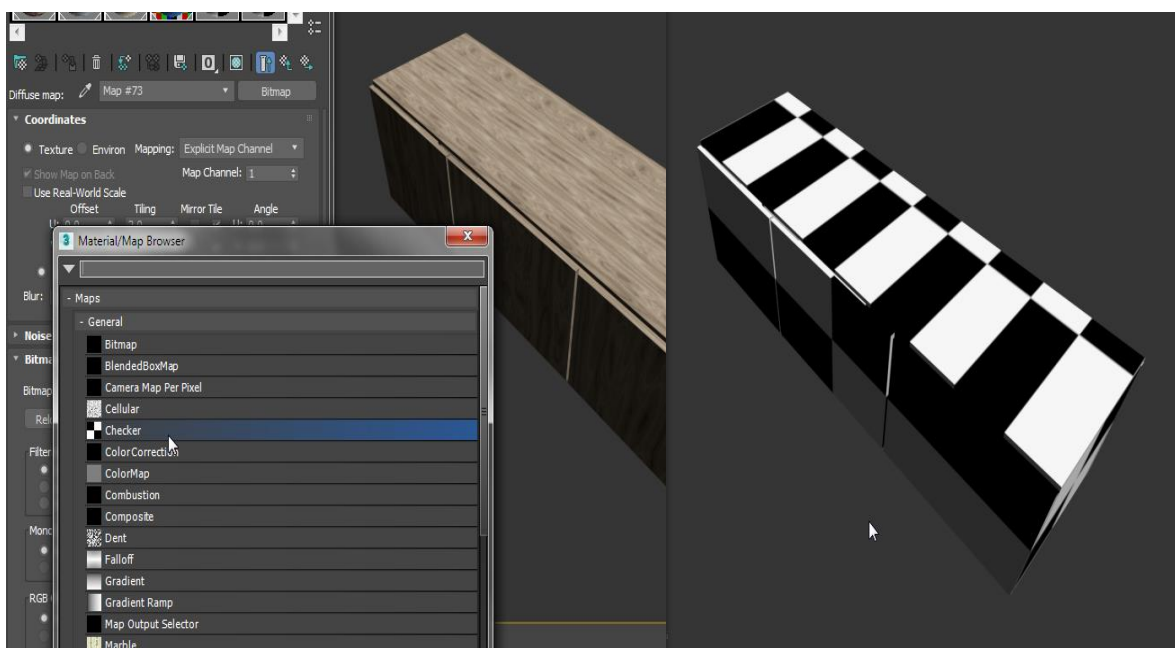 Diffuse map: Map #73 Bitmap
Coordinates
Texture Environ Mapping: Explicit Map Channel
Show Map on Back Map Channel: 1
Use Real-World Scale
Offset Tiling Mirror Tile Angle
3 Material/Map Browser X
Blur:
- Maps
- General
Noise
Bitmap
BlendedBoxMap
Bitmap
Camera Map Per Pixel
Cellular
Checker
Filter
ColorCorrection
ColorMap
Combustion
Composite
Mono
Dent
Falloff
Gradient
RGB
Gradient Ramp
Map Output Selector
Marble